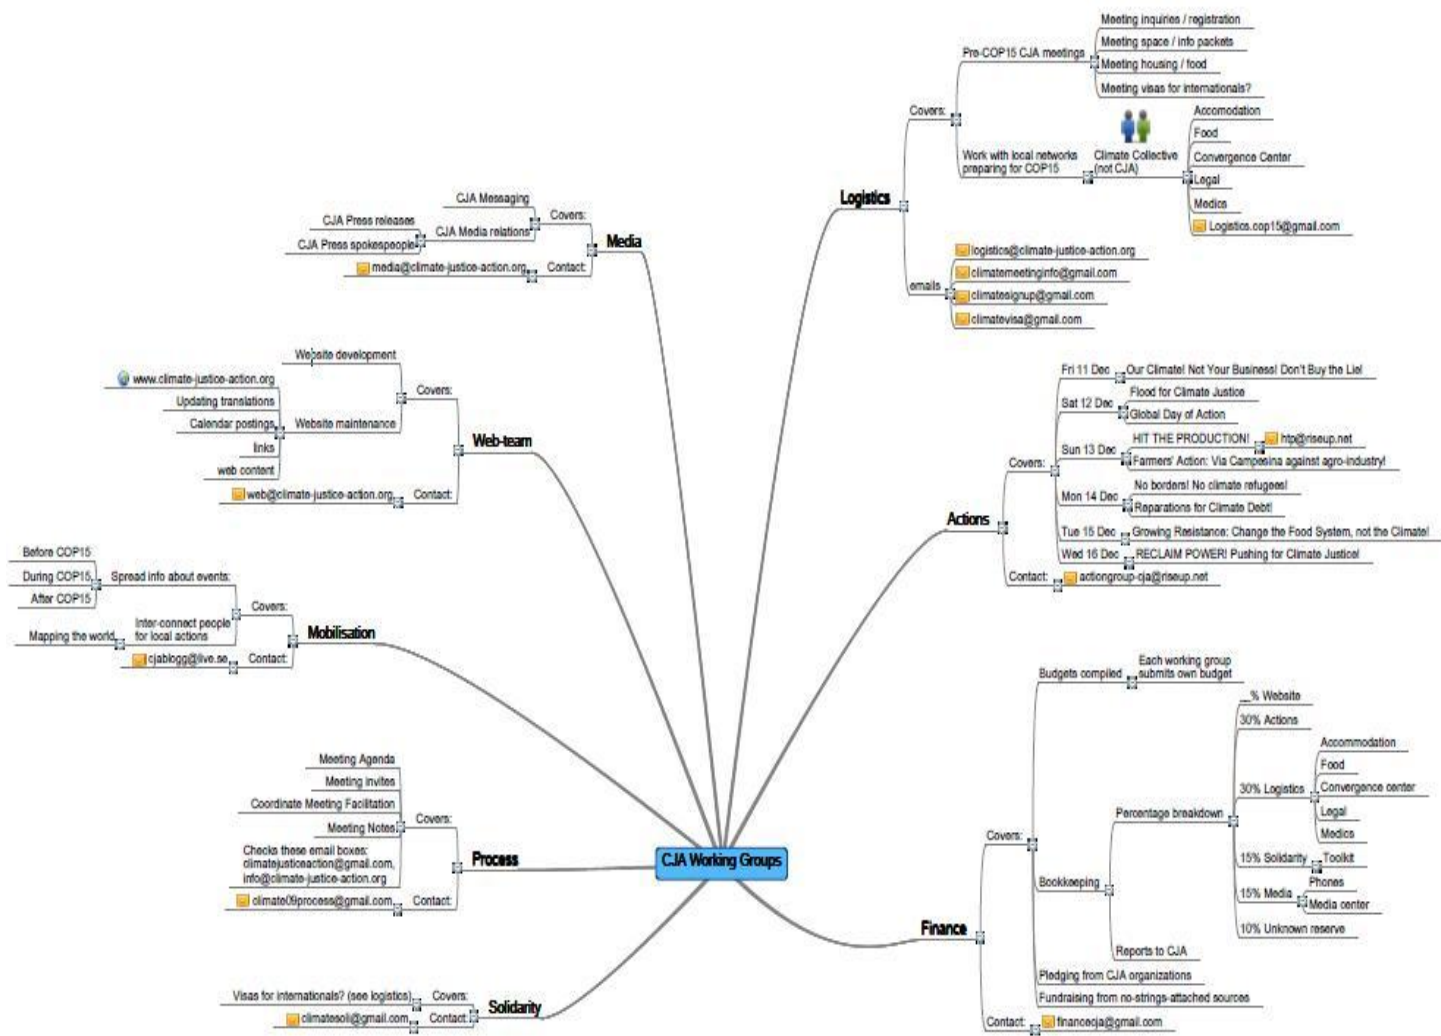 CJA Working Groups
Logistics
Covers:
Pre-COP15 CJA meetings
Meeting inquiries / registration
Meeting space / info packets
Meeting housing / food
Meeting visas for internationals?
Work with local networks
preparing for COP15
Climate Collective
(not CJA)
Accomodation
Food
Convergence Center
Legal
Medics
Logistics.cop15@gmail.com
emails
logistics@climate-justice-action.org
climatemeetinginfo@gmail.com
climatesignup@gmail.com
climatevisa@gmail.com
Actions
Covers:
Fri 11 Dec
Our Climate! Not Your Business! Don't Buy the Lie!
Sat 12 Dec
Flood for Climate Justice
Global Day of Action
Sun 13 Dec
HIT THE PRODUCTION!
htp@riseup.net
Farmers' Action: Via Campesina against agro-industry!
Mon 14 Dec
No borders! No climate refugees!
Reparations for Climate Debt!
Tue 15 Dec
Growing Resistance: Change the Food System, not the Climate!
Wed 16 Dec
RECLAIM POWER! Pushing for Climate Justice!
Contact:
actiongroup-cja@riseup.net
Finance
Covers:
Budgets compiled
Each working group
submits own budget
Bookkeeping
Percentage breakdown
__% Website
30% Actions
30% Logistics
Accommodation
Food
Convergence center
Legal
Medics
15% Solidarity
Toolkit
15% Media
Phones
Media center
10% Unknown reserve
Reports to CJA
Pledging from CJA organizations
Fundraising from no-strings-attached sources
Contact:
financecja@gmail.com
Media
Covers:
CJA Messaging
CJA Media relations
CJA Press releases
CJA Press spokespeople
Contact:
media@climate-justice-action.org
Web-team
Covers:
Website development
Website maintenance
www.climate-justice-action.org
Updating translations
Calendar postings
links
web content
Contact:
web@climate-justice-action.org
Mobilisation
Covers:
Spread info about events:
Before COP15
During COP15
After COP15
Inter-connect people
for local actions
Mapping the world
Contact:
cjablogg@live.se
Process
Covers:
Meeting Agenda
Meeting invites
Coordinate Meeting Facilitation
Meeting Notes
Checks these email boxes:
climatejusticeaction@gmail.com,
info@climate-justice-action.org
Contact:
climate09process@gmail.com
Solidarity
Covers:
Visas for internationals? (see logistics)
Contact:
climatesoli@gmail.com